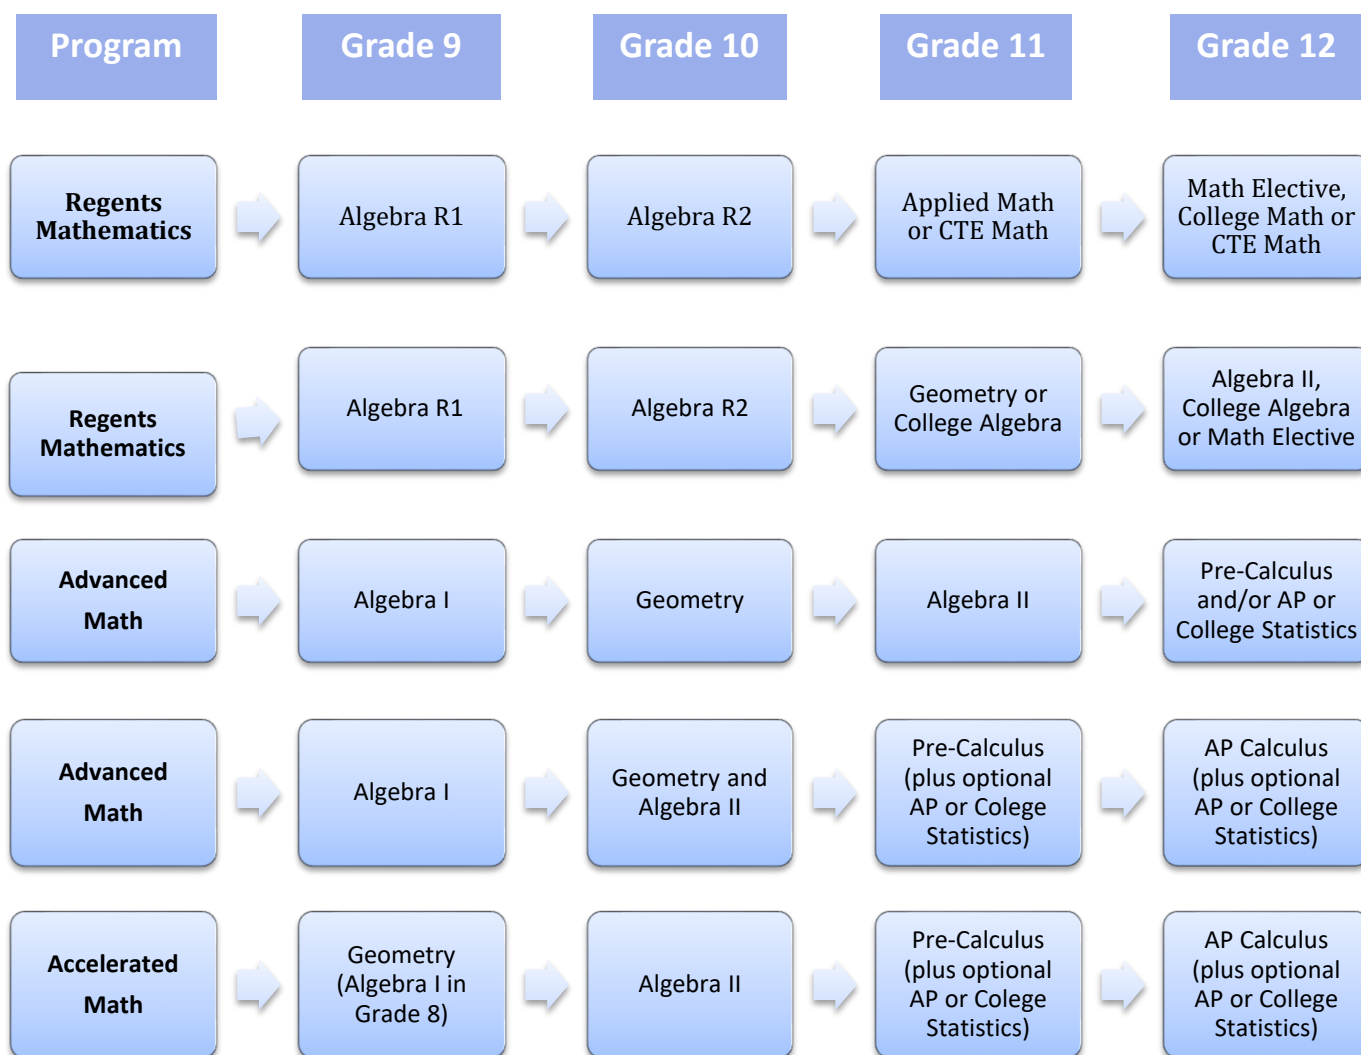 Program
Grade 9
Grade 10
Grade 11
Grade 12
Regents
Mathematics
Algebra R1
Algebra R2
Applied Math
or CTE Math
Math Elective,
College Math or
CTE Math
Regents
Mathematics
Algebra R1
Algebra R2
Geometry or
College Algebra
Algebra II,
College Algebra
or Math Elective
Advanced
Math
Algebra I
Geometry
Algebra II
Pre-Calculus
and/or AP or
College Statistics
Advanced
Math
Algebra I
Geometry and
Algebra II
Pre-Calculus
(plus optional
AP or Colege
Statistics)
AP Calculus
(plus optional
AP or College
Statistics)
Accelerated
Math
Geometry
(Algebra I in
Grade 8)
Algebra II
Pre-Calculus
(plus optional
AP or Colege
Statistics)
AP Calculus
(plus optional
AP or College
Statistics)